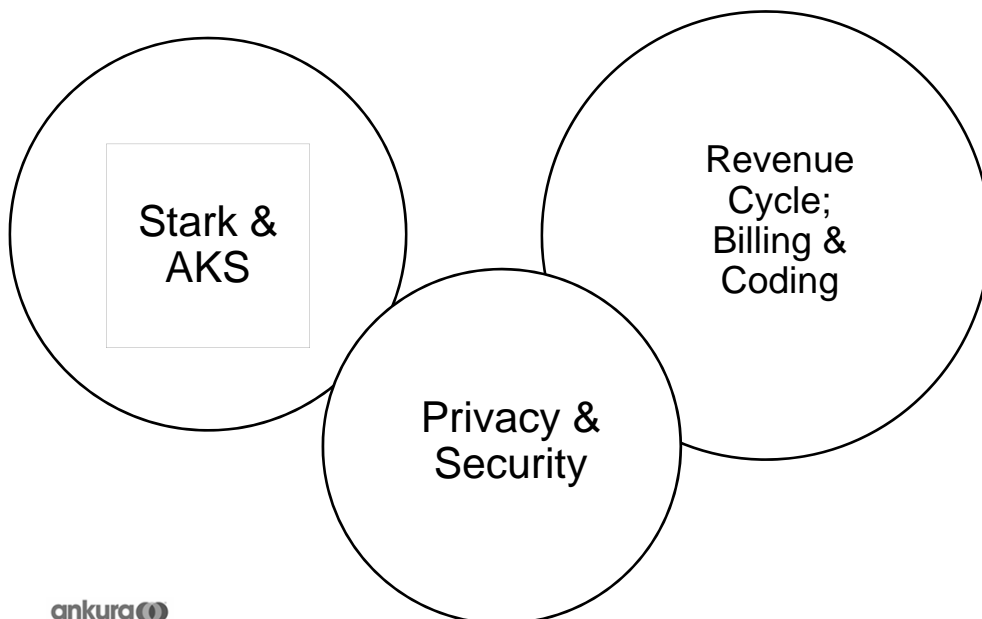 Stark &
AKS
Revenue
Cycle;
Billing &
Coding
Privacy &
Security
ankura